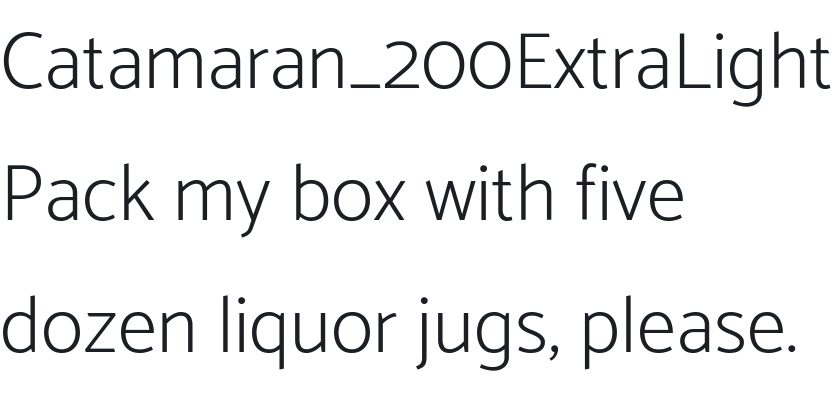 Catamaran_200ExtraLight
Pack my box with five
dozen liquor jugs, please.